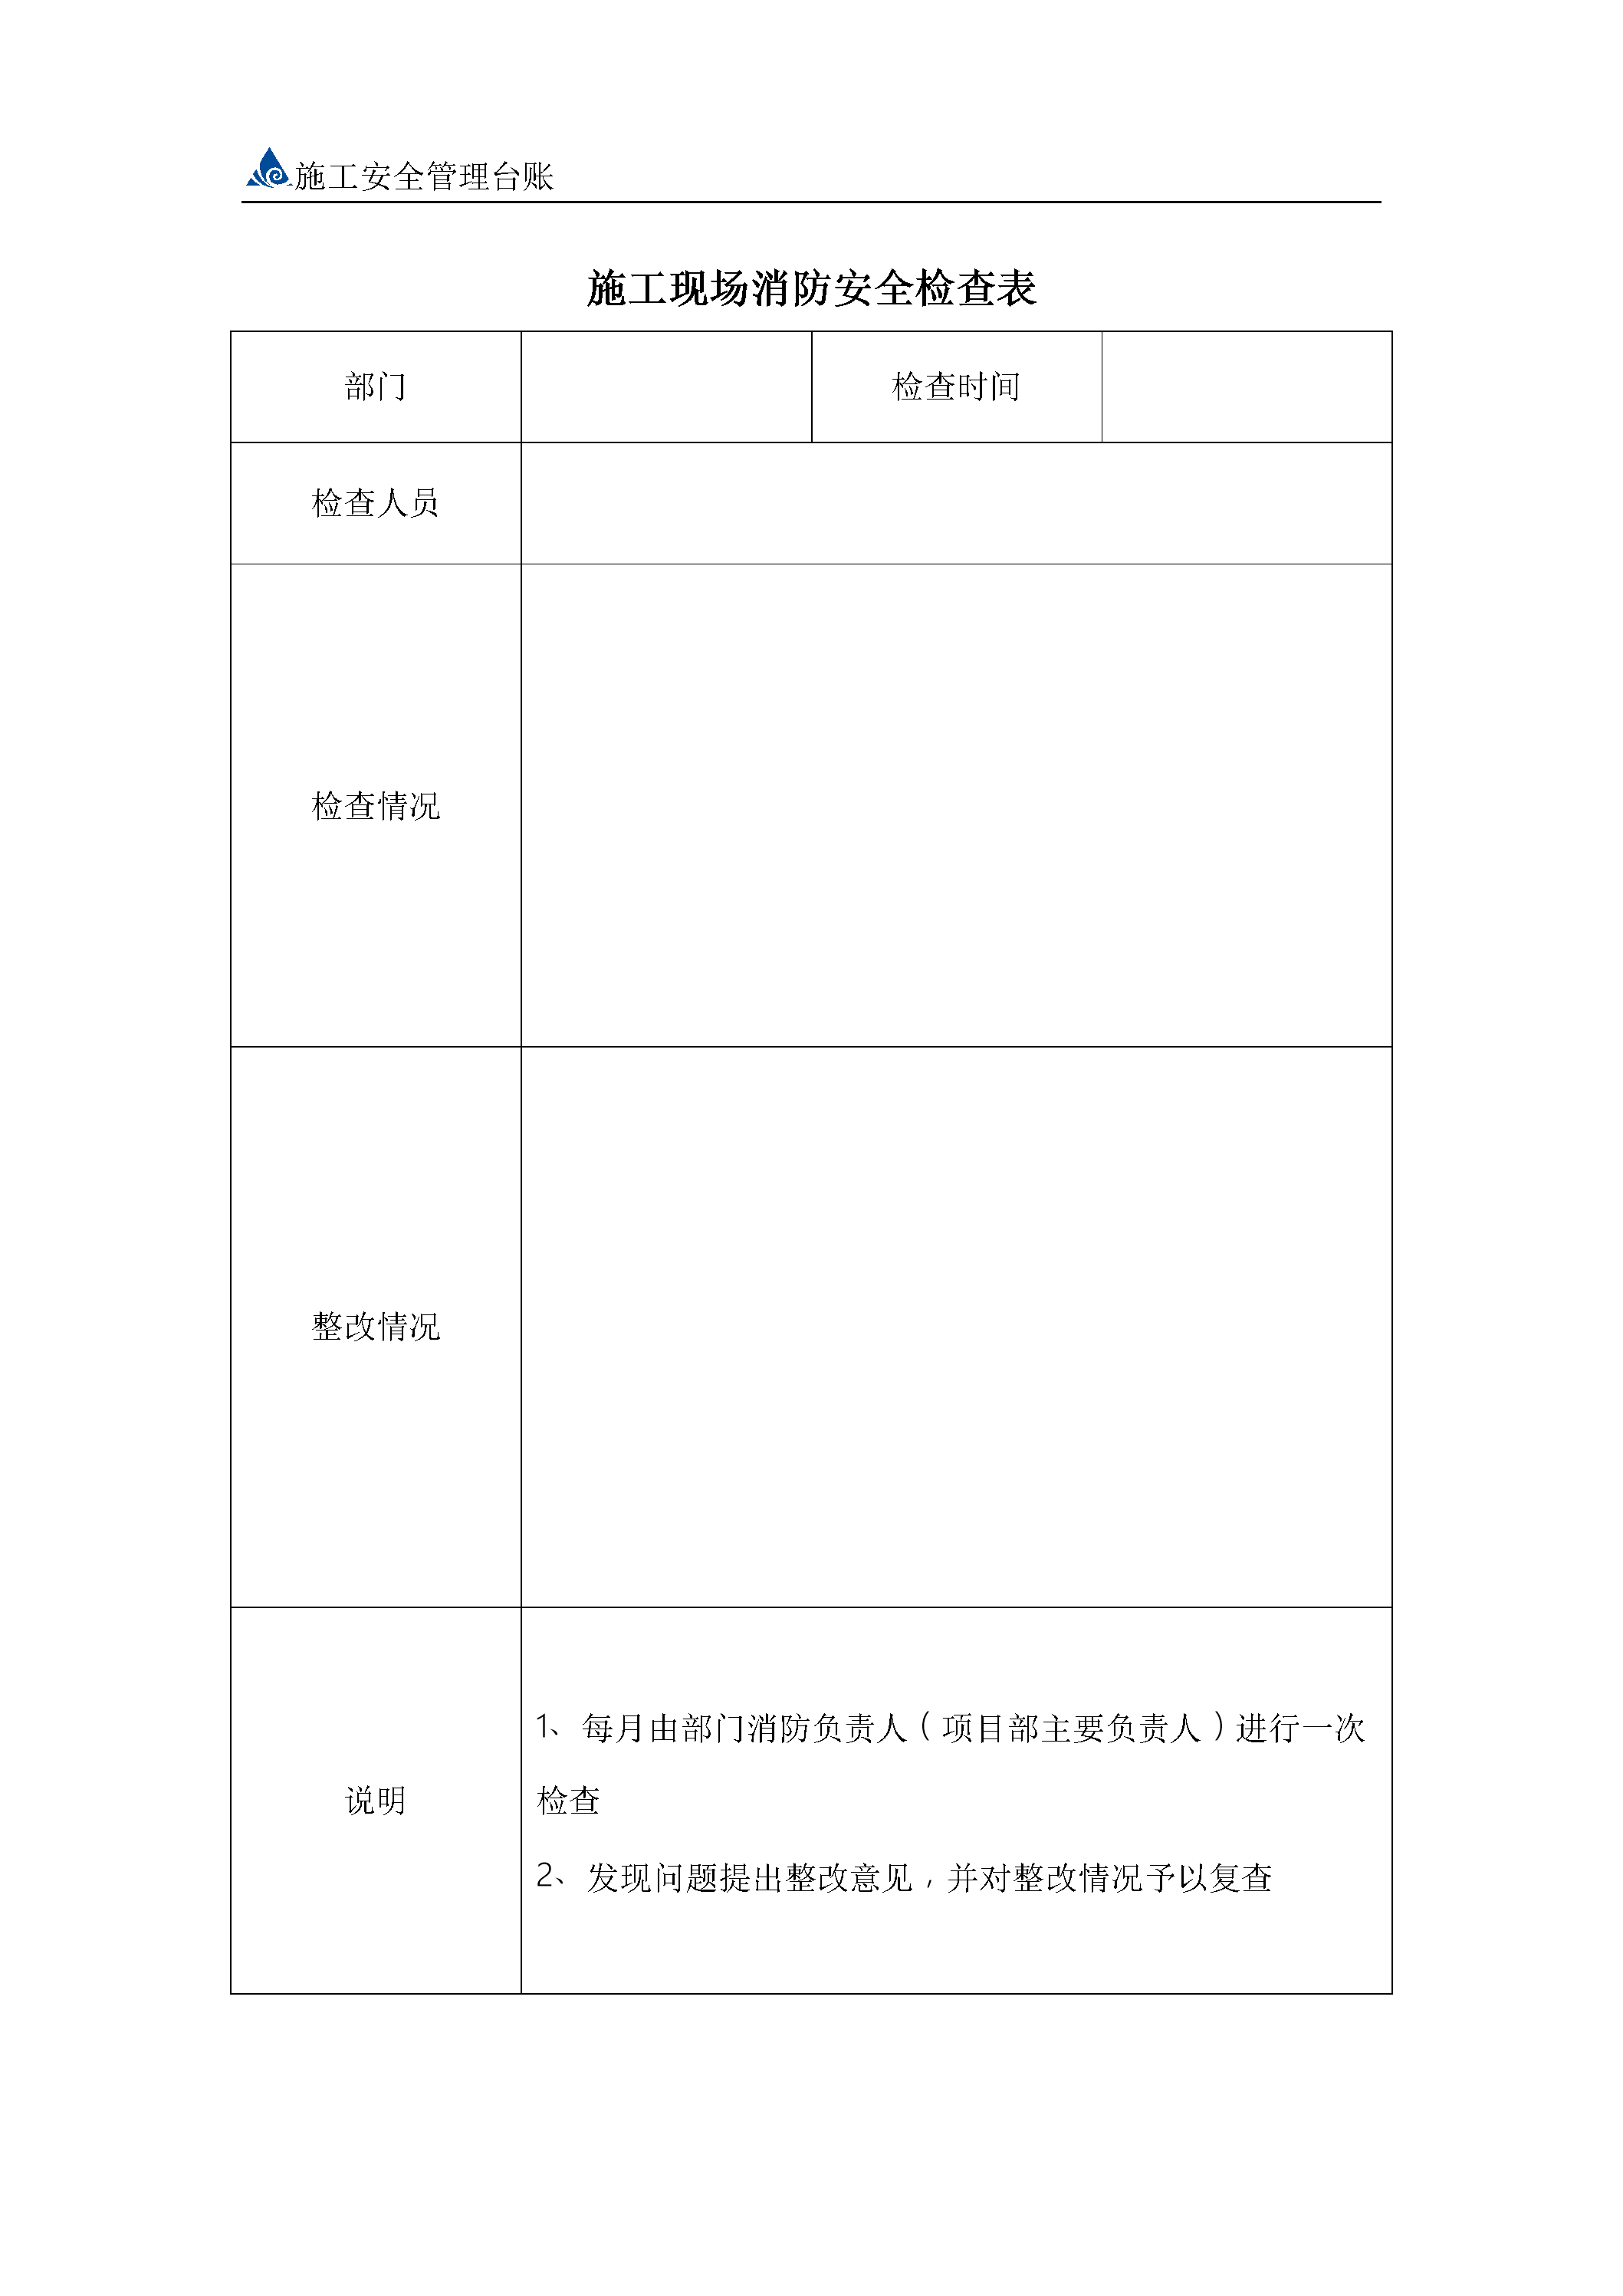 施工安全管理台账
施工现场消防安全检查表
部门
检查时间
检查人员
检查情况
整改情况
说明
1、每月由部门消防负责人（项目部主要负责人）进行一次
检查
2、发现问题提出整改意见，并对整改情况予以复查